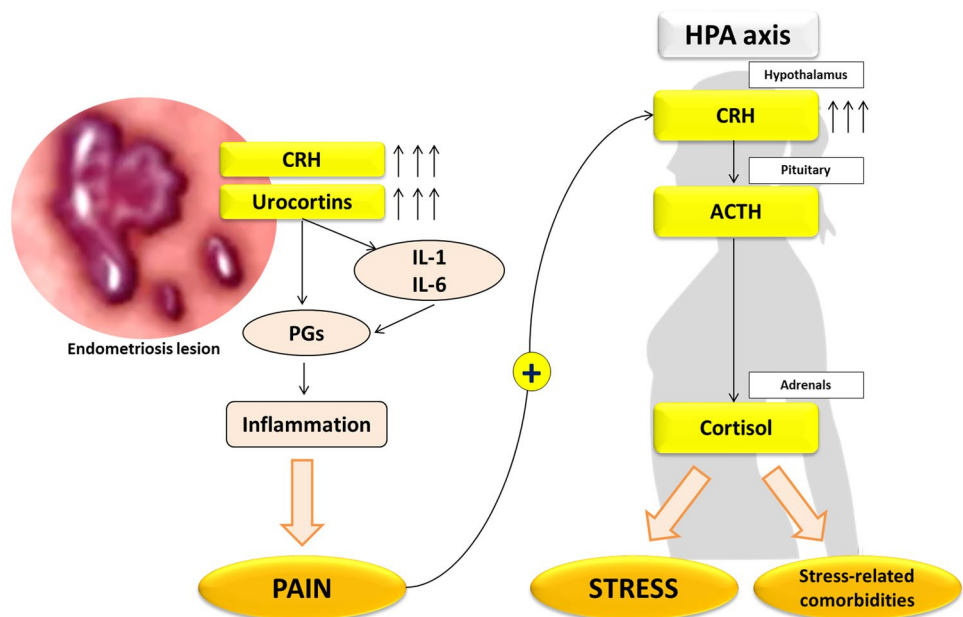 HPA axis
Hypothalamus
CRH
↑↑↑
Pituitary
ACTH
Adrenals
Cortisol
STRESS
Stress-related
comorbidities
CRH
↑↑↑
Urocortins
↑↑↑
IL-1
IL-6
PGs
Endometriosis lesion
Inflammation
PAIN
+